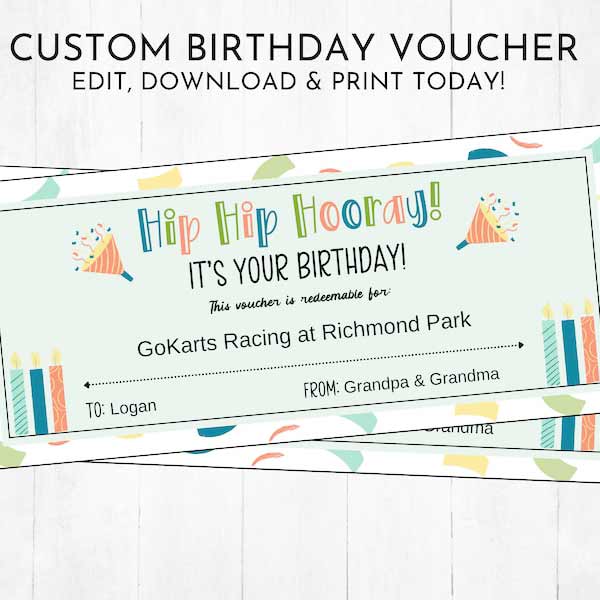 CUSTOM BIRTHDAY VOUCHER
EDIT, DOWNLOAD & PRINT TODAY!
Hip Hip Hooray!
IT'S YOUR BIRTHDAY!
This voucher is redeemable for:
GoKarts Racing at Richmond Park
TO: Logan
FROM: Grandpa & Grandma
Grandma